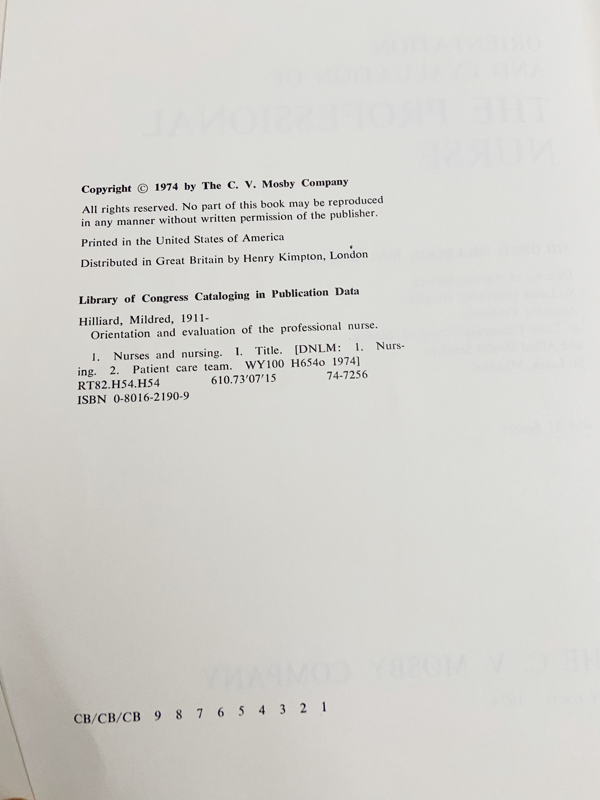 Copyright © 1974 by The C. V. Mosby Company
All rights reserved. No part of this book may be reproduced
in any manner without written permission of the publisher.
Printed in the United States of America
Distributed in Great Britain by Henry Kimpton, London
Library of Congress Cataloging in Publication Data
Hilliard, Mildred, 1911-
Orientation and evaluation of the professional nurse.
1. Nurses and nursing. I. Title. [DNLM: 1. Nurs-
ing. 2. Patient care team. WY100 H654o 1974]
RT82.H54.H54 610.73'07'15 74-7256
ISBN 0-8016-2190-9
CB/CB/CB 9 8 7 6 5 4 3 2 1